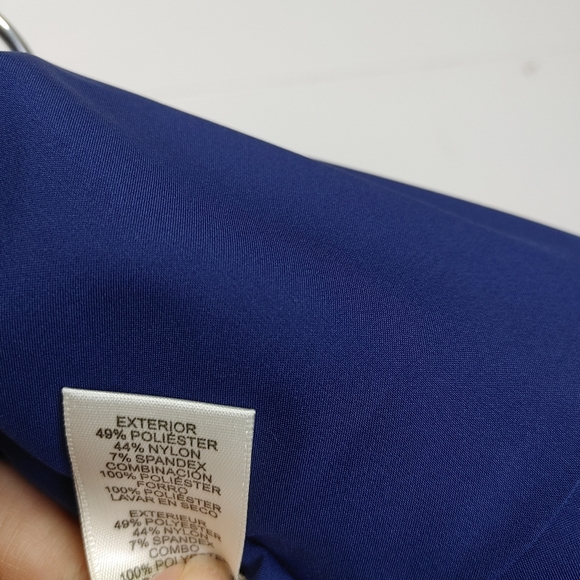 EXTERIOR
49% POLIÉSTER
44% NYLON
7% SPANDEX
COMBINACIÓN
100% POLIÉSTER
FORRO
100% POLIÉSTER
LAVAR EN SECO
EXTERIEUR
49% POLYESTER
44% NYLON
7% SPANDEX
COMBO
100%